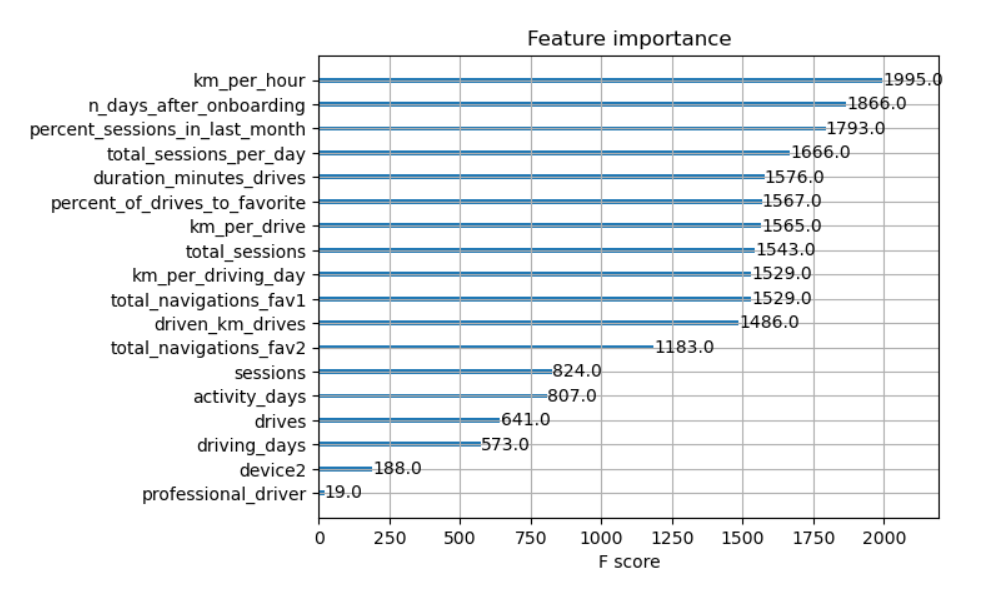 Feature importance
km_per_hour 1995.0
n_days_after_onboarding 1866.0
percent_sessions_in_last_month 1793.0
total_sessions_per_day 1666.0
duration_minutes_drives 1576.0
percent_of_drives_to_favorite 1567.0
km_per_drive 1565.0
total_sessions 1543.0
km_per_driving_day 1529.0
total_navigations_fav1 1529.0
driven_km_drives 1486.0
total_navigations_fav2 1183.0
sessions 824.0
activity_days 807.0
drives 641.0
driving_days 573.0
device2 188.0
professional_driver 19.0
0 250 500 750 1000 1250 1500 1750 2000
F score